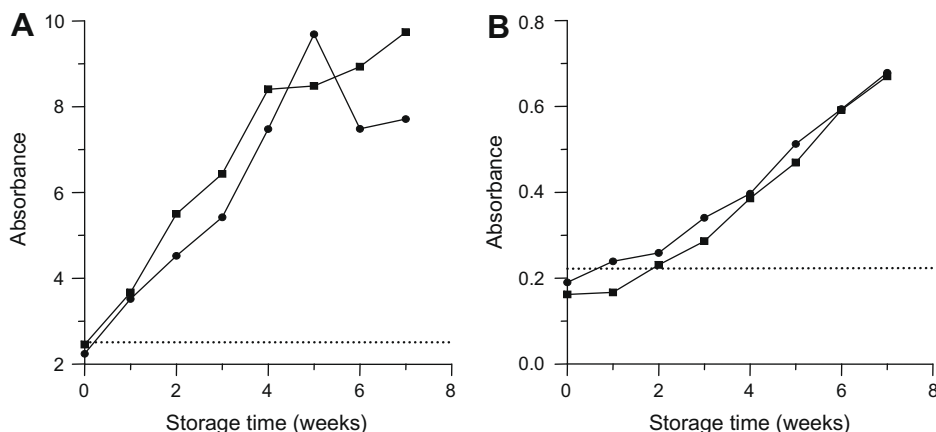 A
10
8
6
4
2
Absorbance
0 2 4 6 8
Storage time (weeks)
B
0.8
0.6
0.4
0.2
0.0
Absorbance
0 2 4 6 8
Storage time (weeks)